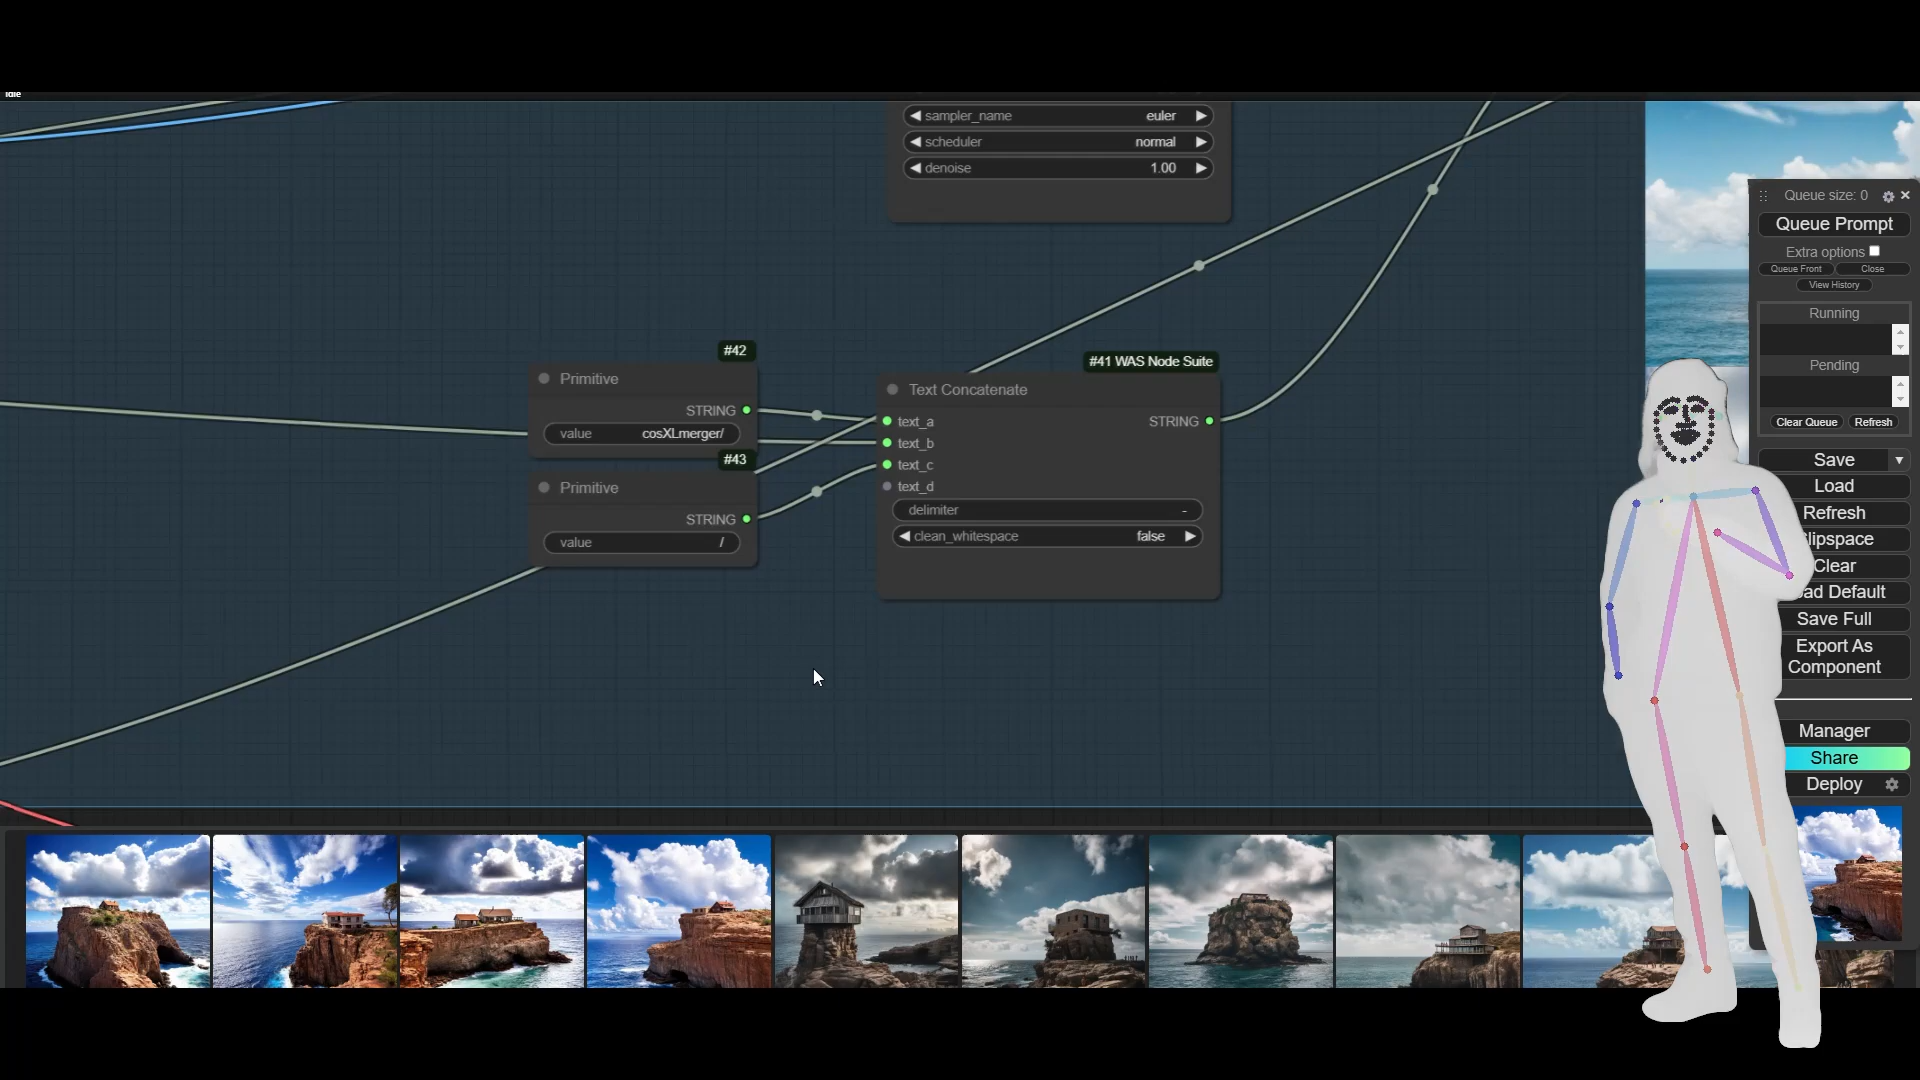 Idle
sampler_name euler
scheduler normal
denoise 1.00
Queue size: 0
Queue Prompt
Extra options
Queue Front Close
View History
Running
Pending
Clear Queue Refresh
#42
Primitive
STRING
value cosXLmerger/
#43
Primitive
STRING
value /
#41 WAS Node Suite
Text Concatenate
text_a STRING
text_b
text_c
text_d
delimiter -
clean_whitespace false
Save
Load
Refresh
lipspace
Clear
ad Default
Save Full
Export As
Component
Manager
Share
Deploy